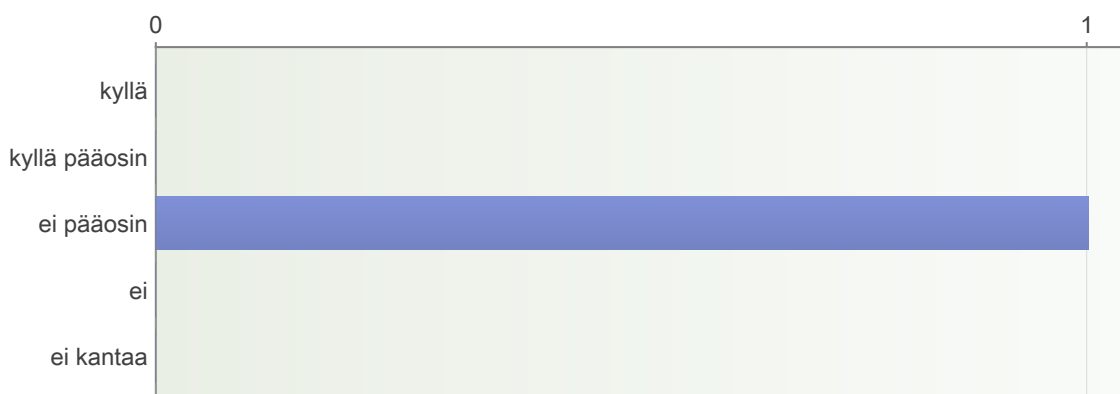 0 1
kyllä
kyllä pääosin
ei pääosin
ei
ei kantaa